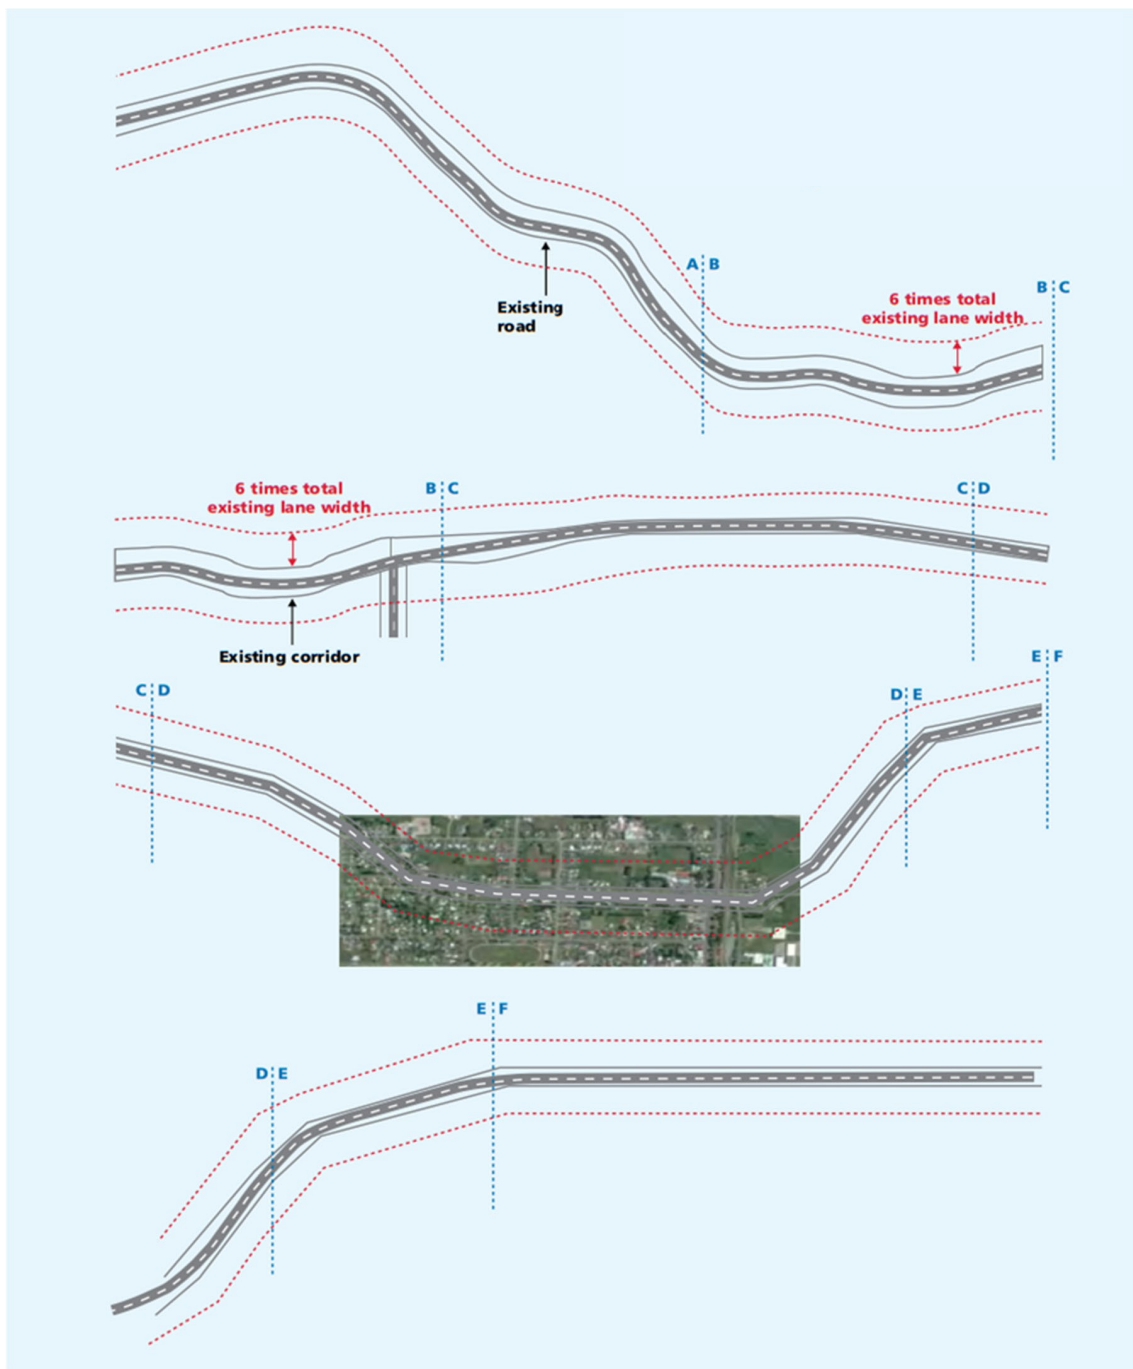 A B
B C
6 times total
existing lane width
Existing
road
6 times total
existing lane width
B C
C D
Existing corridor
E F
C D
D E
E F
D E